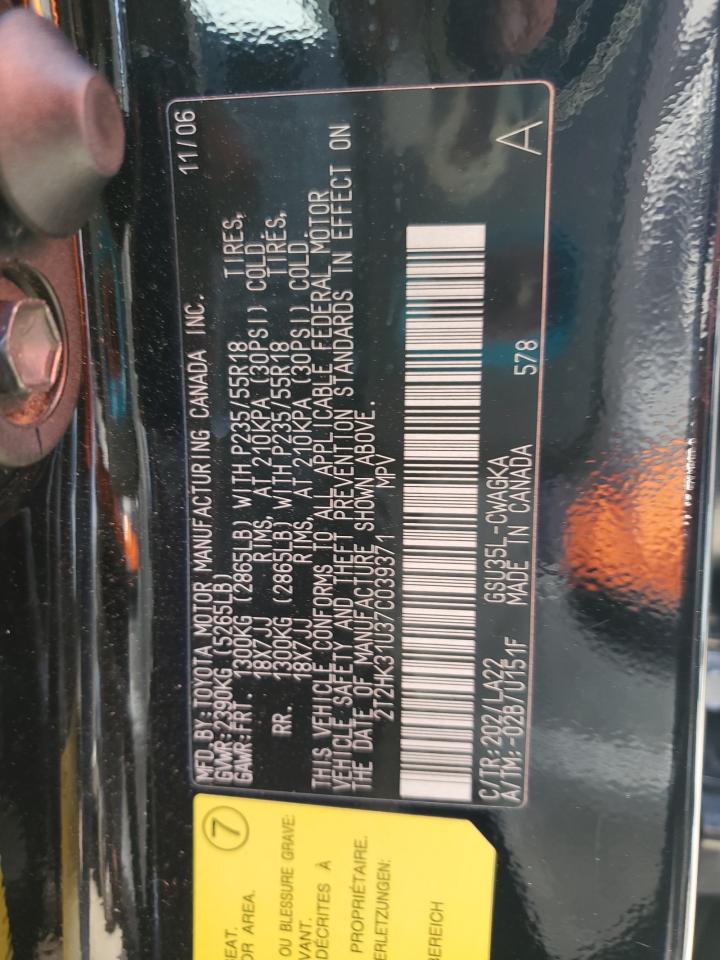 MFD.BY:TOYOTA MOTOR MANUFACTURING CANADA INC. 11/06
GVWR:2390KG(5265LB)
GAWR:FRT. 1300KG (2865LB) WITH P235/55R18 TIRES,
18X7JJ RIMS, AT 210KPA (30PSI) COLD.
RR. 1300KG (2865LB) WITH P235/55R18 TIRES,
18X7JJ RIMS, AT 210KPA (30PSI) COLD.
THIS VEHICLE CONFORMS TO ALL APPLICABLE FEDERAL MOTOR
VEHICLE SAFETY AND THEFT PREVENTION STANDARDS IN EFFECT ON
THE DATE OF MANUFACTURE SHOWN ABOVE.
2T2HK31U37C039371 MPV
C/TR:202/LA22 GSU35L-CWAGKA A
A/TM:-02B/U151F MADE IN CANADA 578
7
SEAT.
OR AREA.
OU BLESSURE GRAVE:
VANT.
DÉCRITES À
PROPRIÉTAIRE.
ERLETZUNGEN:
BEREICH